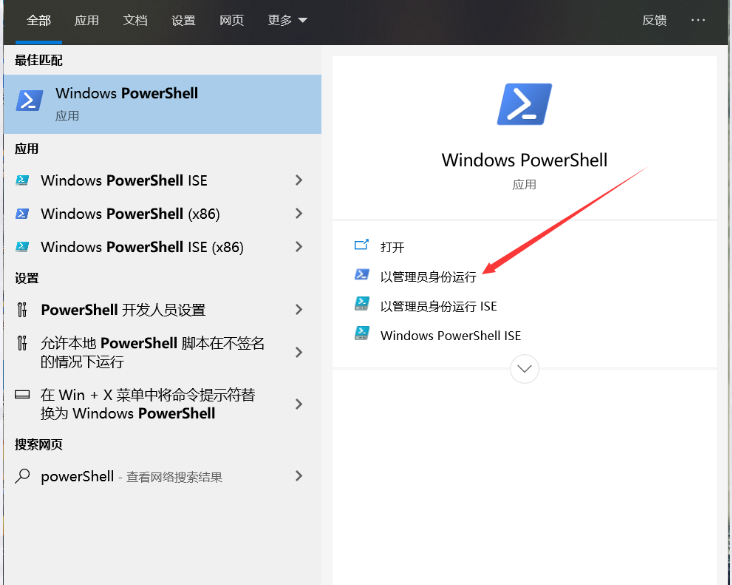 全部 应用 文档 设置 网页 更多 反馈 ···
最佳匹配
Windows PowerShell
应用
应用
Windows PowerShell ISE
Windows PowerShell (x86)
Windows PowerShell ISE (x86)
设置
PowerShell 开发人员设置
允许本地 PowerShell 脚本在不签名
的情况下运行
在 Win + X 菜单中将命令提示符替
换为 Windows PowerShell
搜索网页
powerShell - 查看网络搜索结果
Windows PowerShell
应用
打开
以管理员身份运行
以管理员身份运行 ISE
Windows PowerShell ISE